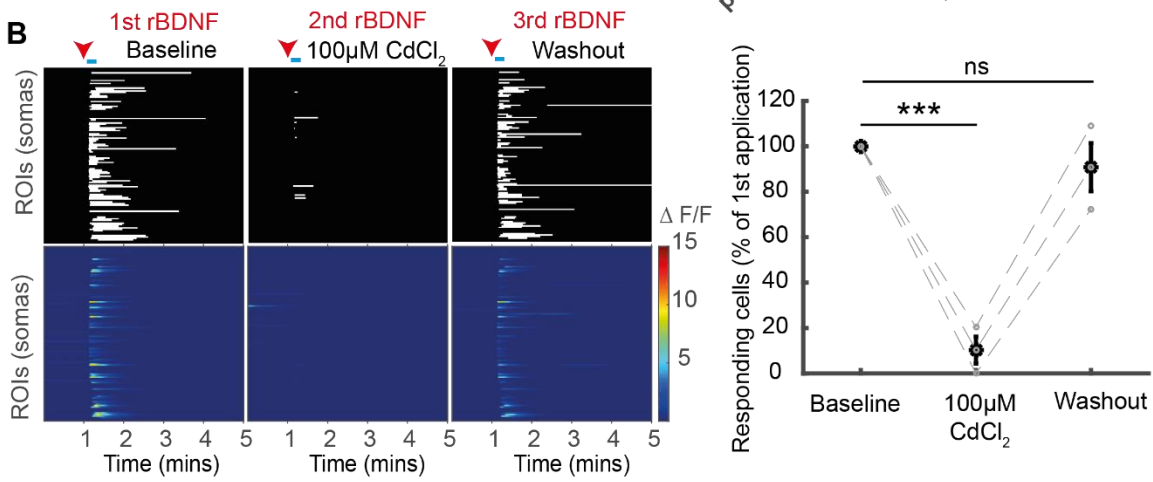 B
1st rBDNF
Baseline
2nd rBDNF
100µM CdCl₂
3rd rBDNF
Washout
ROIs (somas)
ROIs (somas)
Δ F/F
15
10
5
1 2 3 4 5
1 2 3 4 5
1 2 3 4 5
Time (mins)
Time (mins)
Time (mins)
Responding cells (% of 1st application)
120
100
80
60
40
20
0
ns
***
Baseline
100µM
CdCl₂
Washout